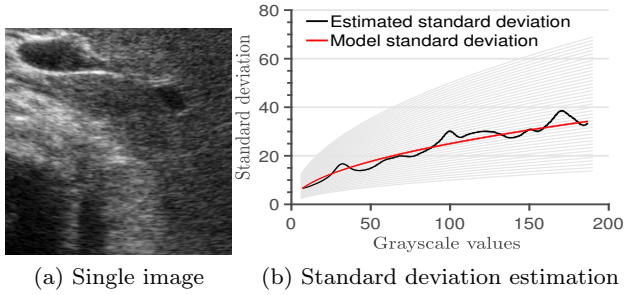 80
60
40
20
0
Standard deviation
Estimated standard deviation
Model standard deviation
0 50 100 150 200
Grayscale values
(a) Single image (b) Standard deviation estimation